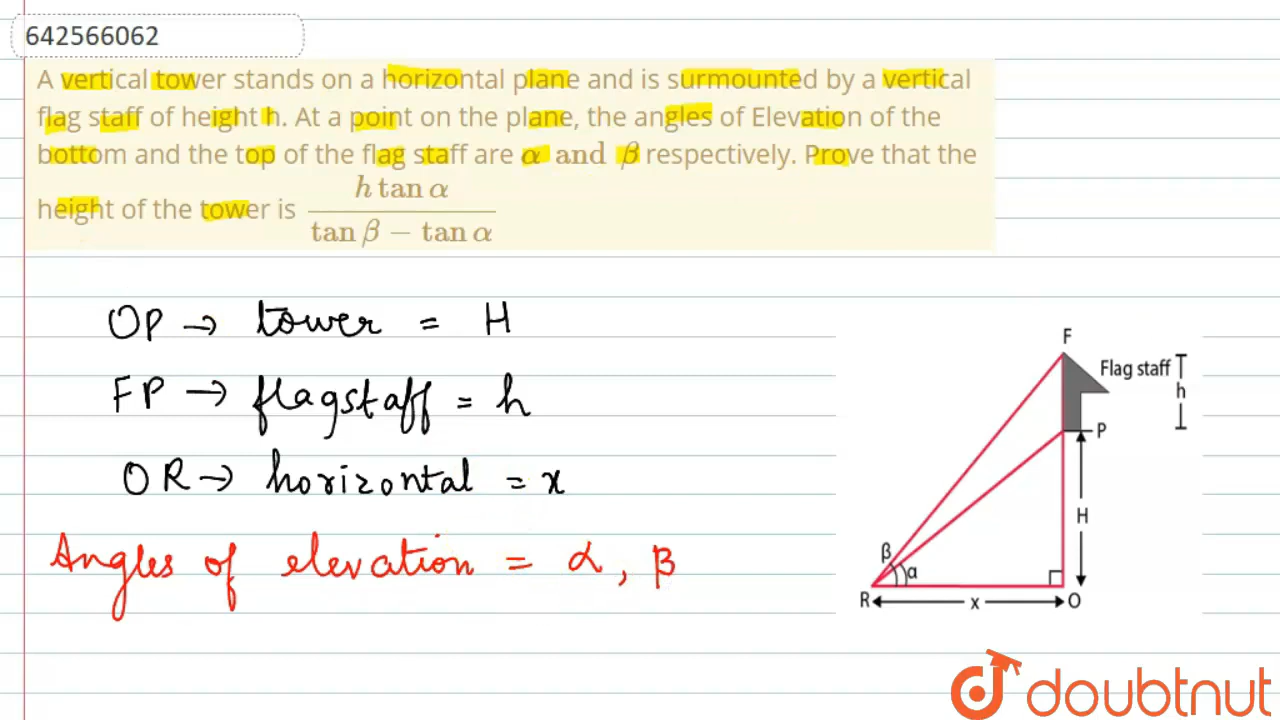 642566062
A vertical tower stands on a horizontal plane and is surmounted by a vertical
flag staff of height h. At a point on the plane, the angles of Elevation of the
bottom and the top of the flag staff are α and β respectively. Prove that the
height of the tower is h tan α / tan β − tan α
OP → tower = H
FP → flagstaff = h
OR → horizontal = x
Angles of elevation = α, β
F
Flag staff
h
P
H
β
α
R
x
O
doubtnut